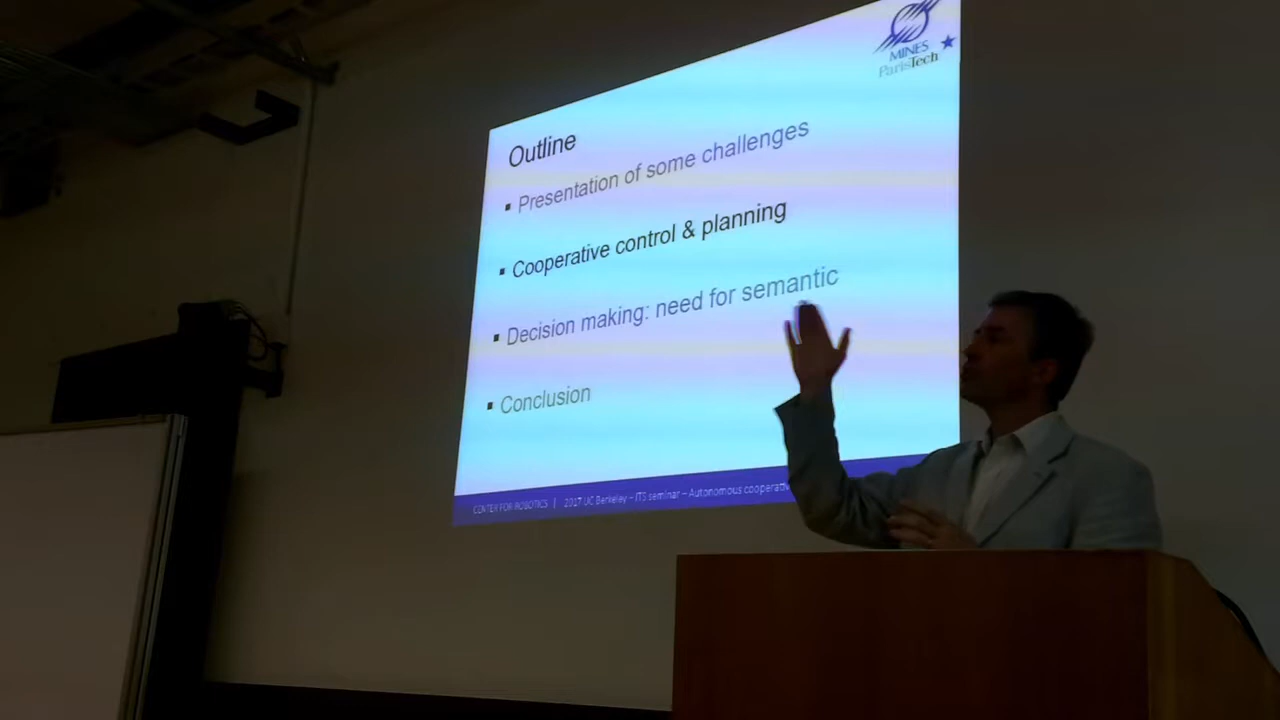 MINES
ParisTech
Outline
▪ Presentation of some challenges
▪ Cooperative control & planning
▪ Decision making: need for semantic
▪ Conclusion
CENTER FOR ROBOTICS | 2017 UC Berkeley – ITS seminar – Autonomous